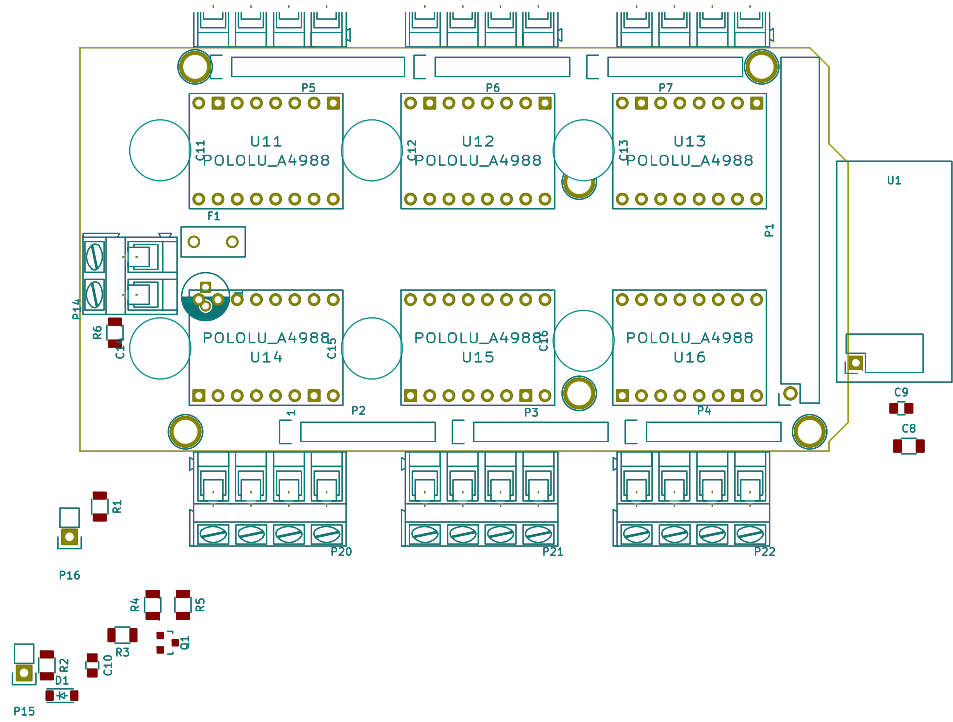 P5
P6
P7
U11
POLOLU_A4988
C11
U12
POLOLU_A4988
C12
U13
POLOLU_A4988
C13
U1
F1
P1
P14
R6
POLOLU_A4988
U14
C15
POLOLU_A4988
U15
C16
POLOLU_A4988
U16
C9
C8
1
P2
P3
P4
R1
P20
P21
P22
P16
R4
R5
R3
Q1
R2
C10
D1
P15